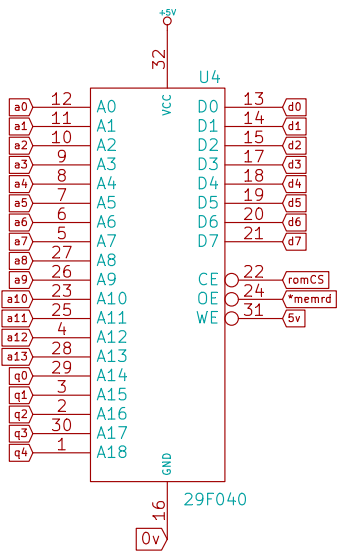 +5V
32
VCC
U4
a0 12 A0 D0 13 d0
a1 11 A1 D1 14 d1
a2 10 A2 D2 15 d2
a3 9 A3 D3 17 d3
a4 8 A4 D4 18 d4
a5 7 A5 D5 19 d5
a6 6 A6 D6 20 d6
a7 5 A7 D7 21 d7
a8 27 A8
a9 26 A9 CE 22 romCS
a10 23 A10 OE 24 *memrd
a11 25 A11 WE 31 5v
a12 4 A12
a13 28 A13
q0 29 A14
q1 3 A15
q2 2 A16
q3 30 A17
q4 1 A18
GND
29F040
16
0v